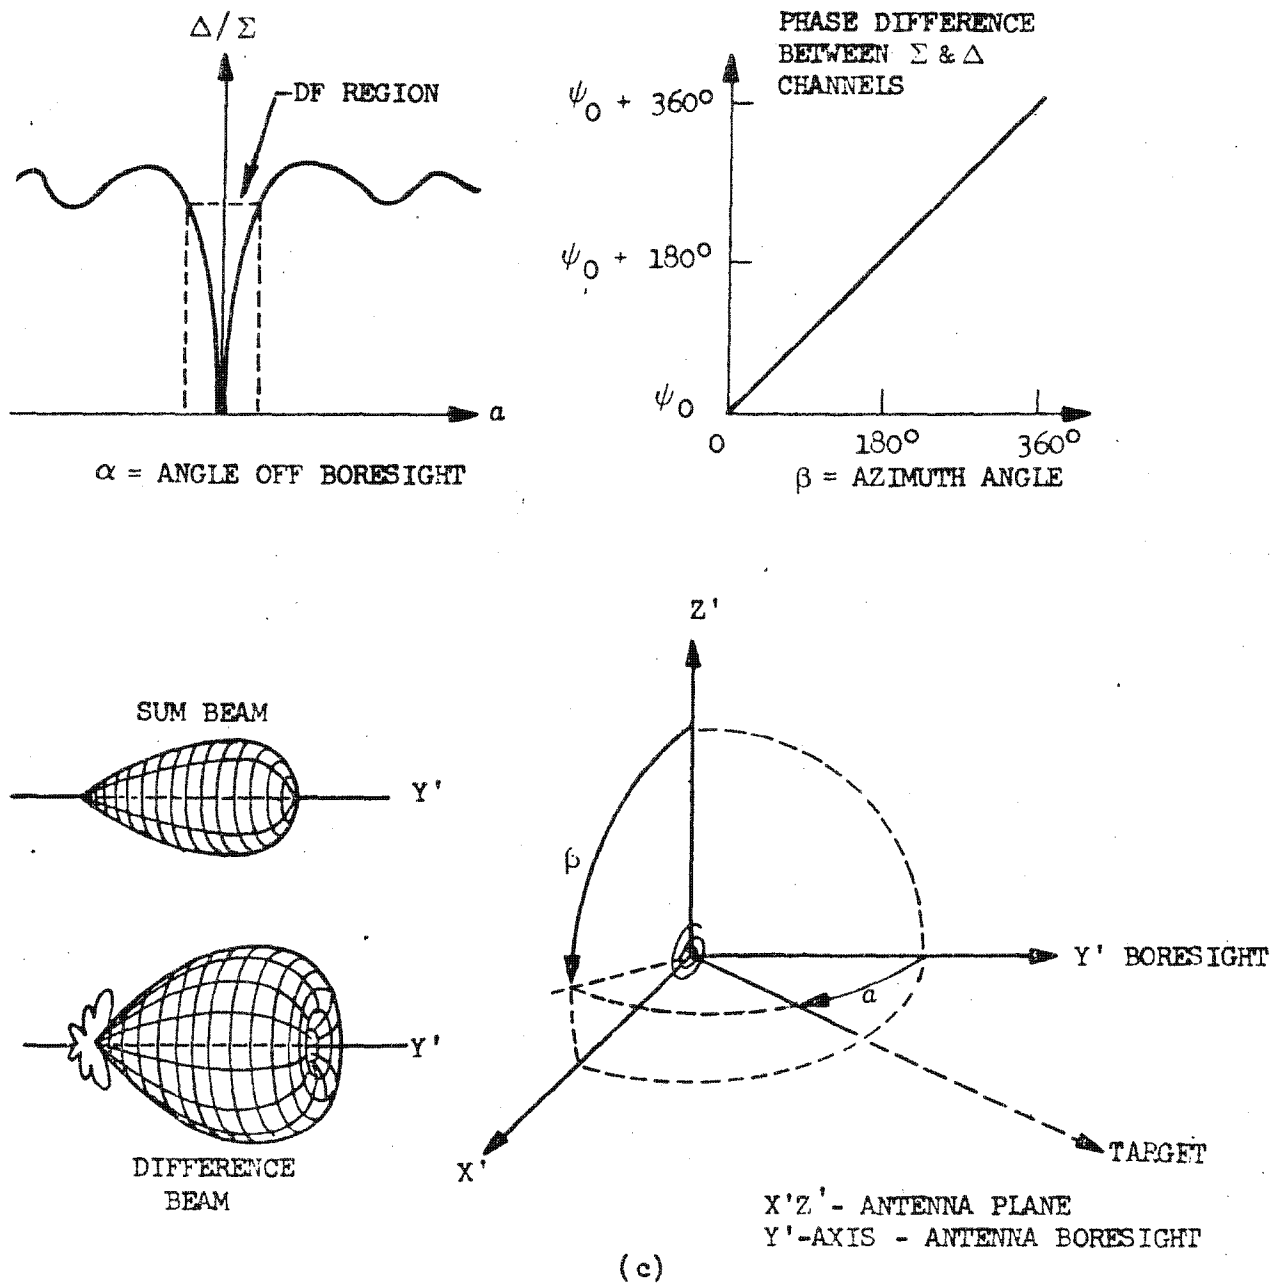 Δ/Σ
DF REGION
α
α = ANGLE OFF BORESIGHT
PHASE DIFFERENCE
BETWEEN Σ & Δ
CHANNELS
ψ0 + 360°
ψ0 + 180°
ψ0
0
180°
360°
β = AZIMUTH ANGLE
SUM BEAM
Y'
Y'
DIFFERENCE
BEAM
Z'
β
α
Y' BORESIGHT
X'
TARGET
X'Z' - ANTENNA PLANE
Y'-AXIS - ANTENNA BORESIGHT
(c)